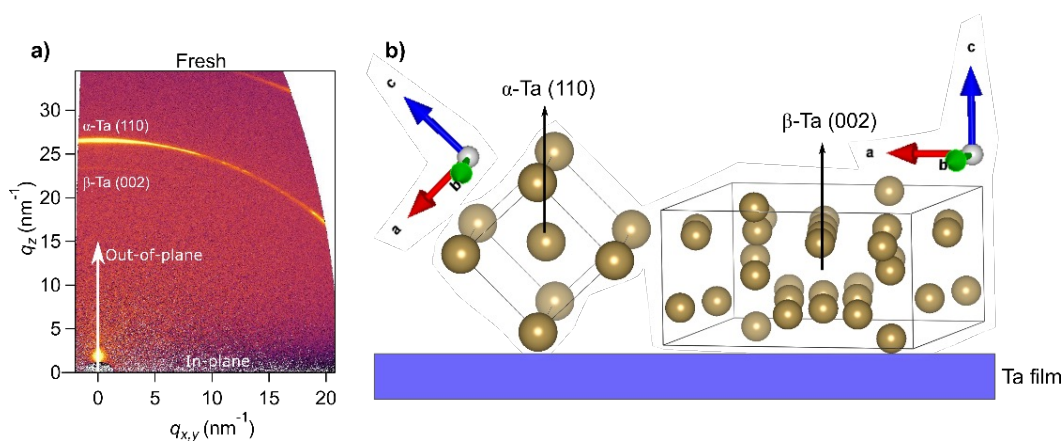 a)
Fresh
30
25
20
15
10
5
0
q_z (nm⁻¹)
α-Ta (110)
β-Ta (002)
Out-of-plane
In-plane
0 5 10 15 20
q_x,y (nm⁻¹)
b)
c
a
b
α-Ta (110)
β-Ta (002)
c
a
b
Ta film